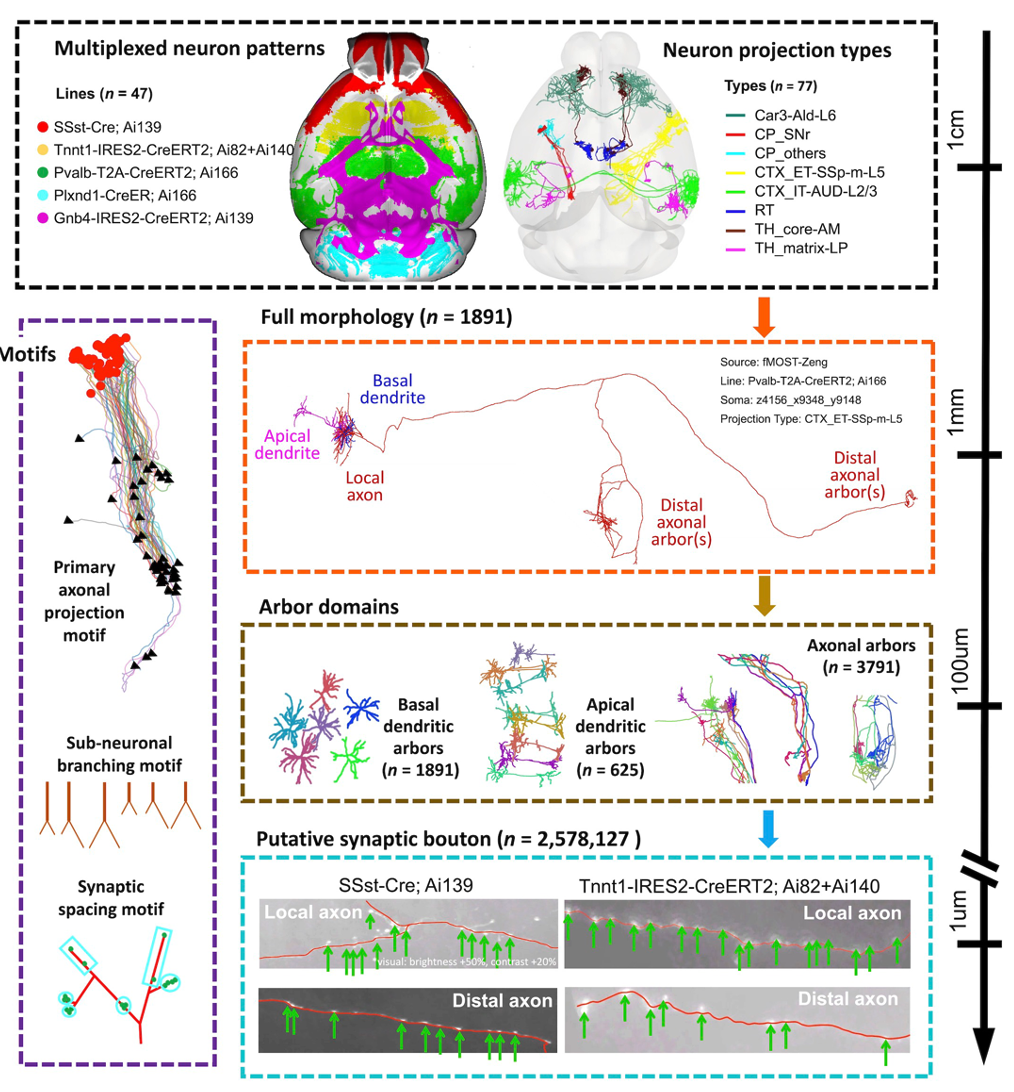 Multiplexed neuron patterns
Lines (n = 47)
SSst-Cre; Ai139
Tnnt1-IRES2-CreERT2; Ai82+Ai140
Pvalb-T2A-CreERT2; Ai166
Plxnd1-CreER; Ai166
Gnb4-IRES2-CreERT2; Ai139
Neuron projection types
Types (n = 77)
Car3-Ald-L6
CP_SNr
CP_others
CTX_ET-SSp-m-L5
CTX_IT-AUD-L2/3
RT
TH_core-AM
TH_matrix-LP
1cm
Motifs
Primary
axonal
projection
motif
Sub-neuronal
branching motif
Synaptic
spacing motif
Full morphology (n = 1891)
Basal
dendrite
Apical
dendrite
Local
axon
Source: fMOST-Zeng
Line: Pvalb-T2A-CreERT2; Ai166
Soma: z4156_x9348_y9148
Projection Type: CTX_ET-SSp-m-L5
Distal
axonal
arbor(s)
Distal
axonal
arbor(s)
1mm
Arbor domains
Basal
dendritic
arbors
(n = 1891)
Apical
dendritic
arbors
(n = 625)
Axonal arbors
(n = 3791)
100um
Putative synaptic bouton (n = 2,578,127 )
SSst-Cre; Ai139
Local axon
*visual: brightness +50%, contrast +20%
Distal axon
Tnnt1-IRES2-CreERT2; Ai82+Ai140
Local axon
Distal axon
1um